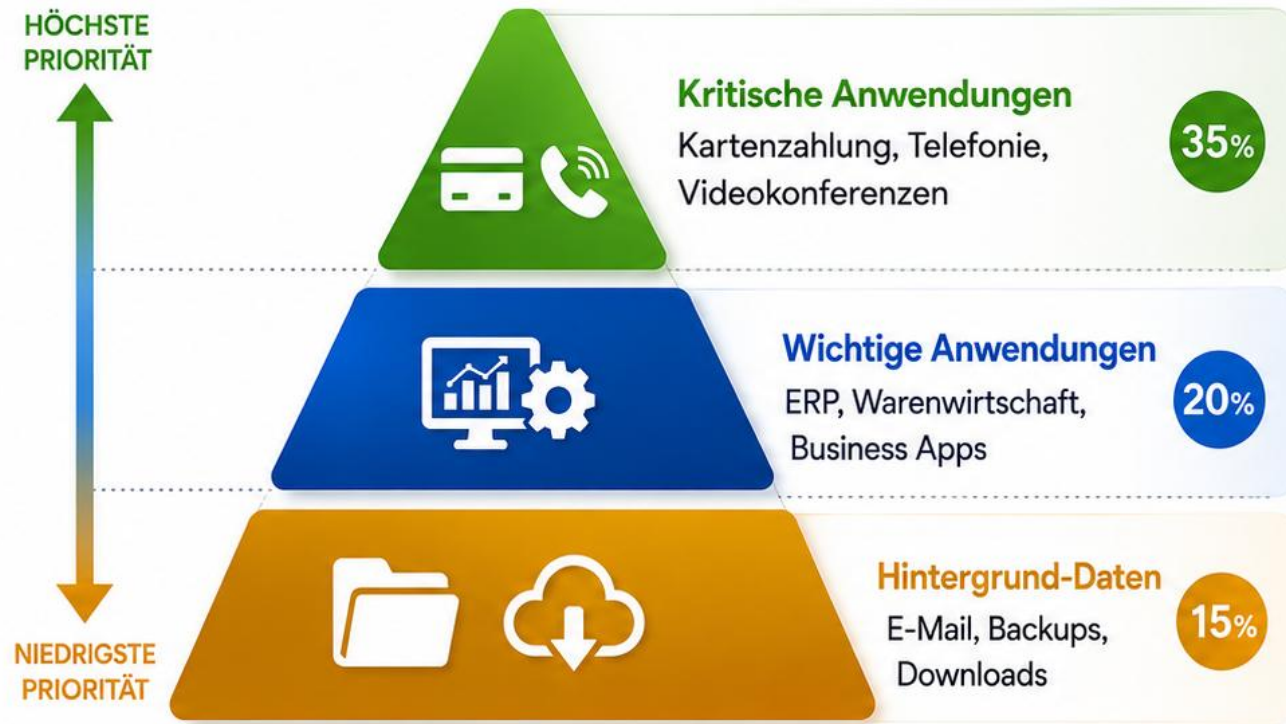 HÖCHSTE
PRIORITÄT
Kritische Anwendungen
Kartenzahlung, Telefonie,
Videokonferenzen
35%
Wichtige Anwendungen
ERP, Warenwirtschaft,
Business Apps
20%
Hintergrund-Daten
E-Mail, Backups,
Downloads
15%
NIEDRIGSTE
PRIORITÄT